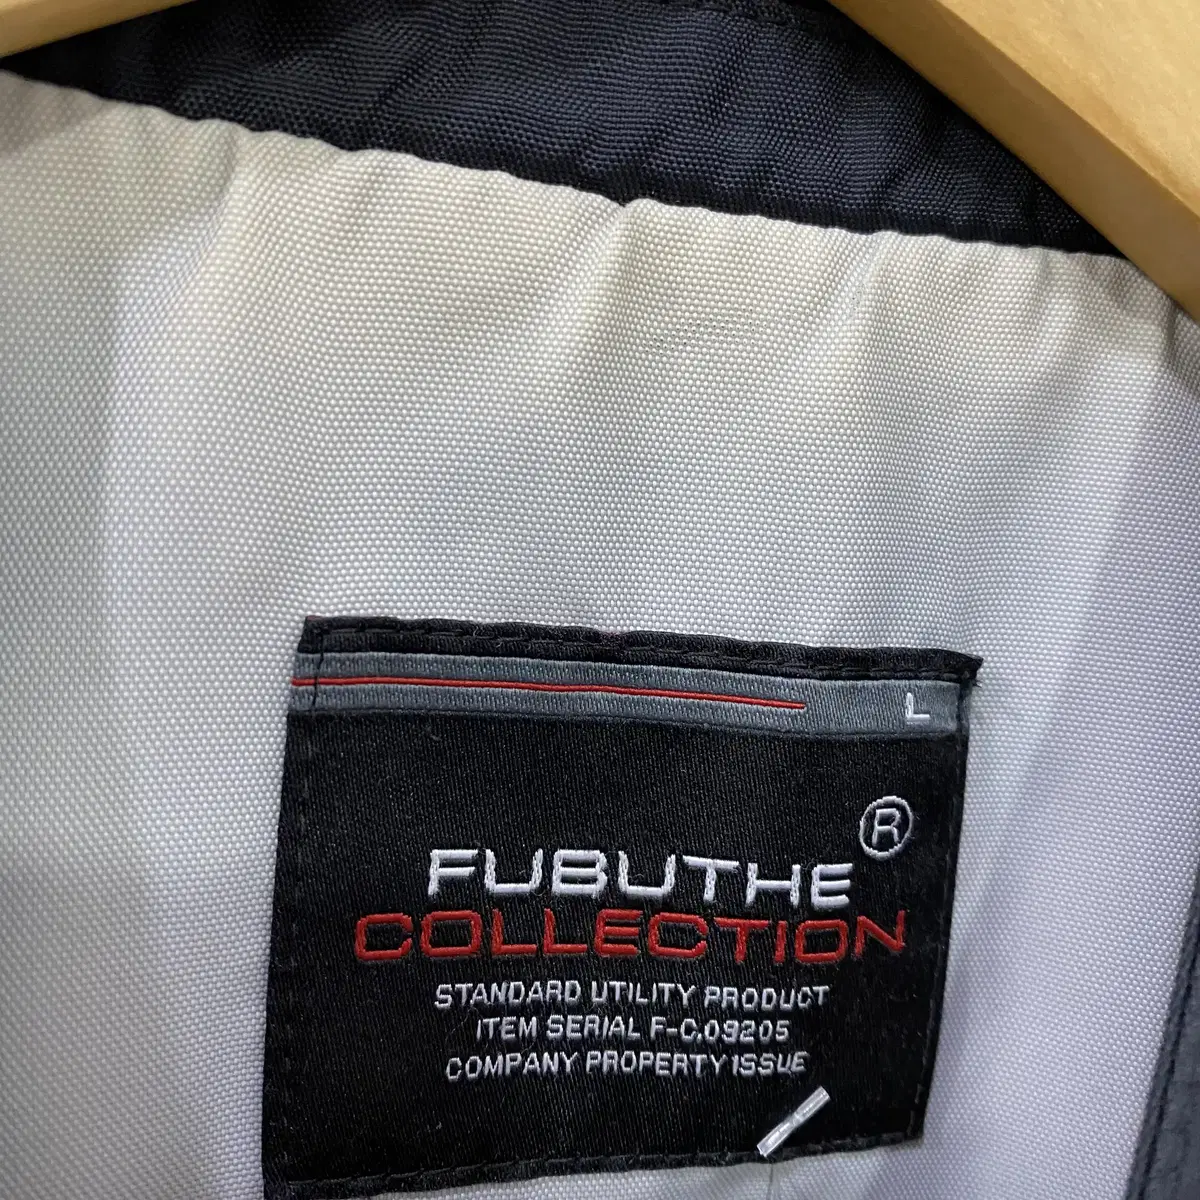 L
FUBUTHE ®
COLLECTION
STANDARD UTILITY PRODUCT
ITEM SERIAL F-C.09205
COMPANY PROPERTY ISSUE